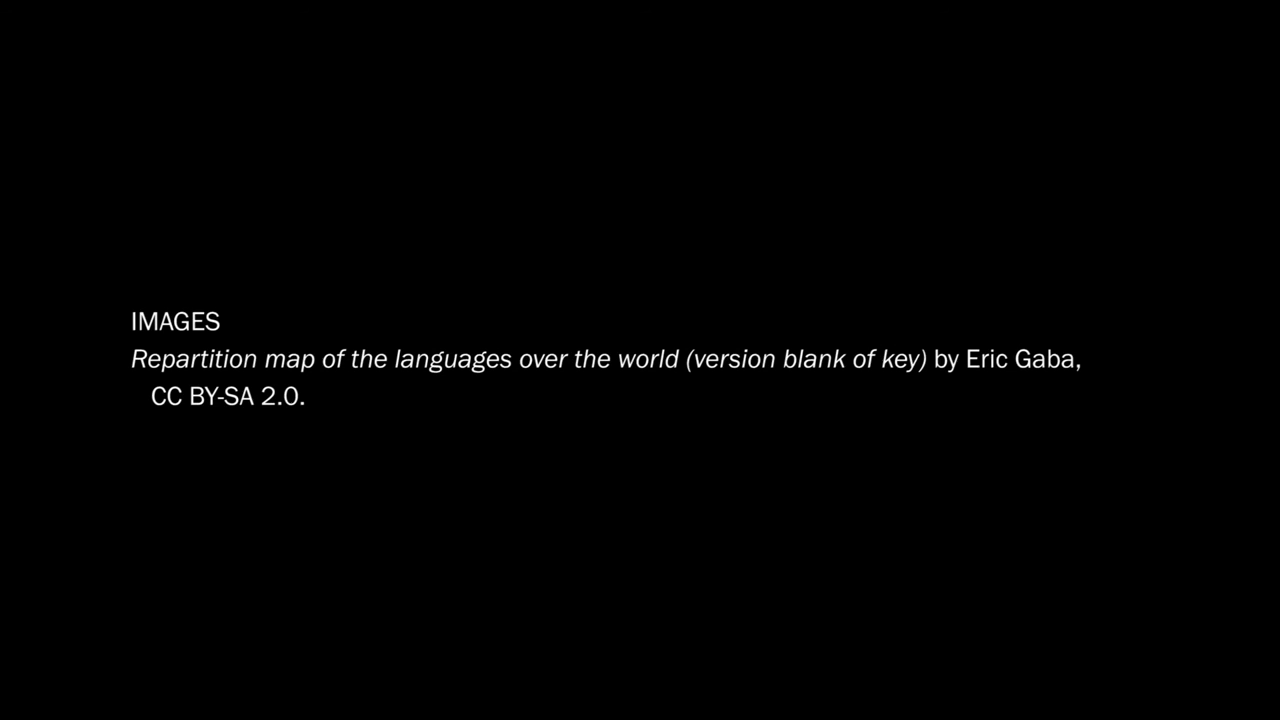 IMAGES
Repartition map of the languages over the world (version blank of key) by Eric Gaba,
CC BY-SA 2.0.